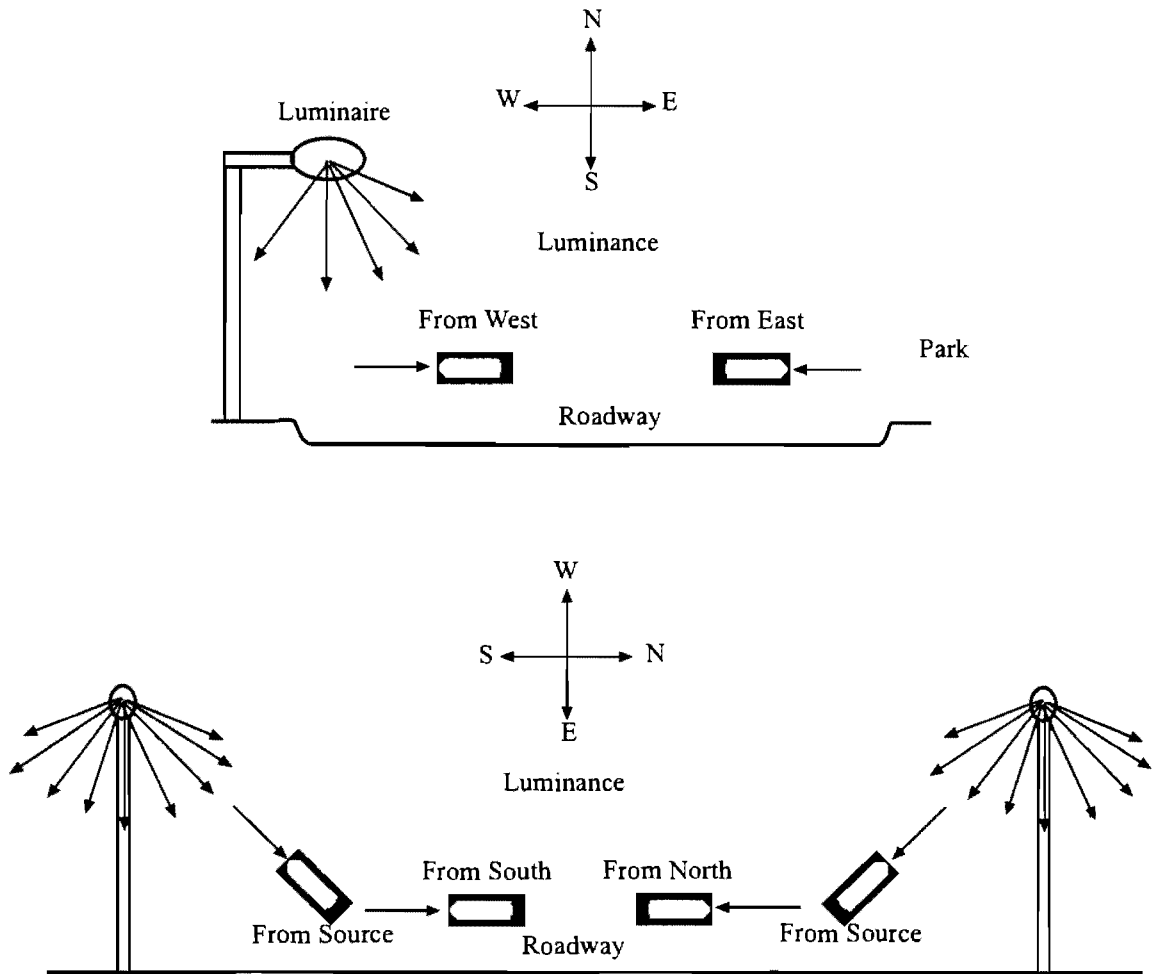 N
Luminaire
W
E
S
Luminance
From West
From East
Park
Roadway
W
S
N
E
Luminance
From South
From North
From Source
From Source
Roadway